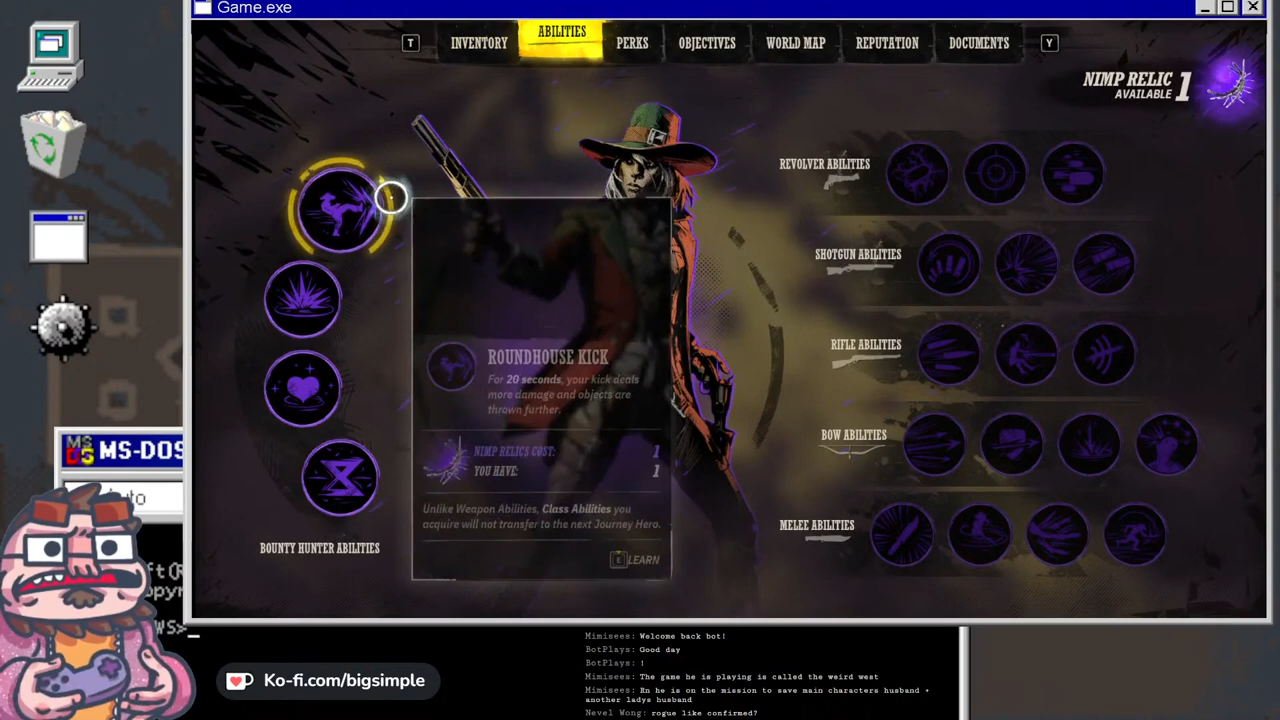 Game.exe
T
INVENTORY
ABILITIES
PERKS
OBJECTIVES
WORLD MAP
REPUTATION
DOCUMENTS
Y
NIMP RELIC
AVAILABLE 1
REVOLVER ABILITIES
SHOTGUN ABILITIES
RIFLE ABILITIES
BOW ABILITIES
MELEE ABILITIES
ROUNDHOUSE KICK
For 20 seconds, your kick deals
more damage and objects are
thrown further.
NIMP RELICS COST: 1
YOU HAVE: 1
Unlike Weapon Abilities, Class Abilities you
acquire will not transfer to the next Journey Hero.
E LEARN
BOUNTY HUNTER ABILITIES
MS-DOS
Ko-fi.com/bigsimple
Mimisees: Welcome back bot!
BotPlays: Good day
BotPlays: !
Mimisees: The game he is playing is called the weird west
Mimisees: Rn he is on the mission to save main characters husband +
another ladys husband
Nevel Wong: rogue like confirmed?